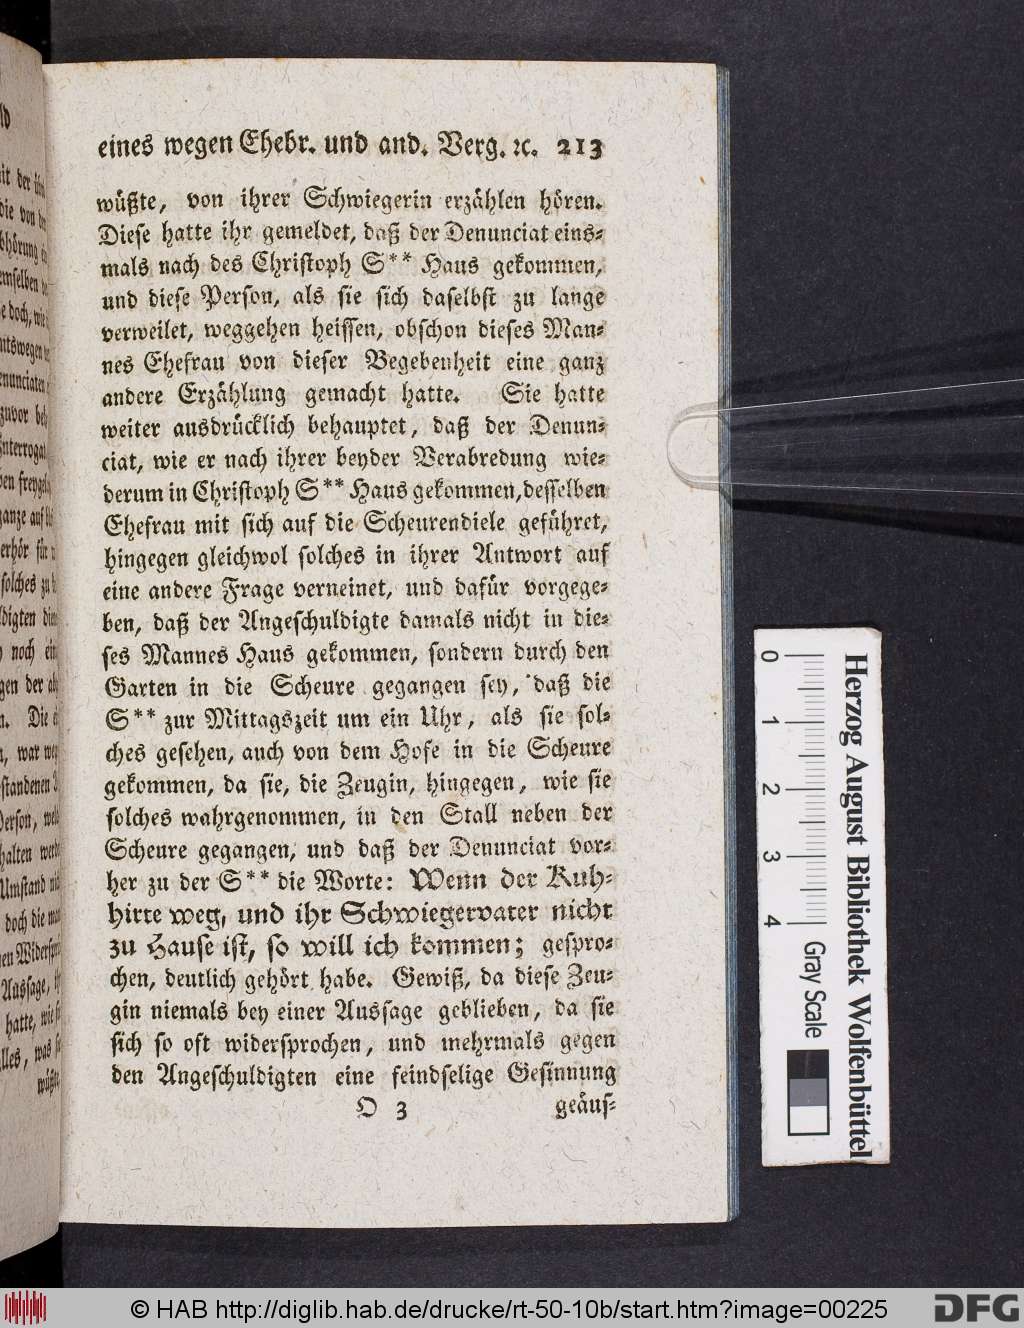 eines wegen Ehebr. und and. Verg. ꝛc. 213
wüßte, von ihrer Schwiegerin erzählen hören.
Diese hatte ihr gemeldet, daß der Denunciat eins-
mals nach des Christoph S** Haus gekommen,
und diese Person, als sie sich daselbst zu lange
verweilet, weggehen heissen, obschon dieses Man-
nes Ehefrau von dieser Begebenheit eine ganz
andere Erzählung gemacht hatte. Sie hatte
weiter ausdrücklich behauptet, daß der Denun-
ciat, wie er nach ihrer beyder Verabredung wie-
derum in Christoph S** Haus gekommen, desselben
Ehefrau mit sich auf die Scheurendiele geführet,
hingegen gleichwol solches in ihrer Antwort auf
eine andere Frage verneinet, und dafür vorgege-
ben, daß der Angeschuldigte damals nicht in die-
ses Mannes Haus gekommen, sondern durch den
Garten in die Scheure gegangen sey, daß die
S** zur Mittagszeit um ein Uhr, als sie sol-
ches gesehen, auch von dem Hofe in die Scheure
gekommen, da sie, die Zeugin, hingegen, wie sie
solches wahrgenommen, in den Stall neben der
Scheure gegangen, und daß der Denunciat vor-
her zu der S** die Worte: Wenn der Kuh-
hirte weg, und ihr Schwiegervater nicht
zu Hause ist, so will ich kommen; gespro-
chen, deutlich gehört habe. Gewiß, da diese Zeu-
gin niemals bey einer Aussage geblieben, da sie
sich so oft widersprochen, und mehrmals gegen
den Angeschuldigten eine feindselige Gesinnung
O 3 geäus-
0 1 2 3 4
Herzog August Bibliothek Wolfenbüttel
Gray Scale
© HAB http://diglib.hab.de/drucke/rt-50-10b/start.htm?image=00225
DFG